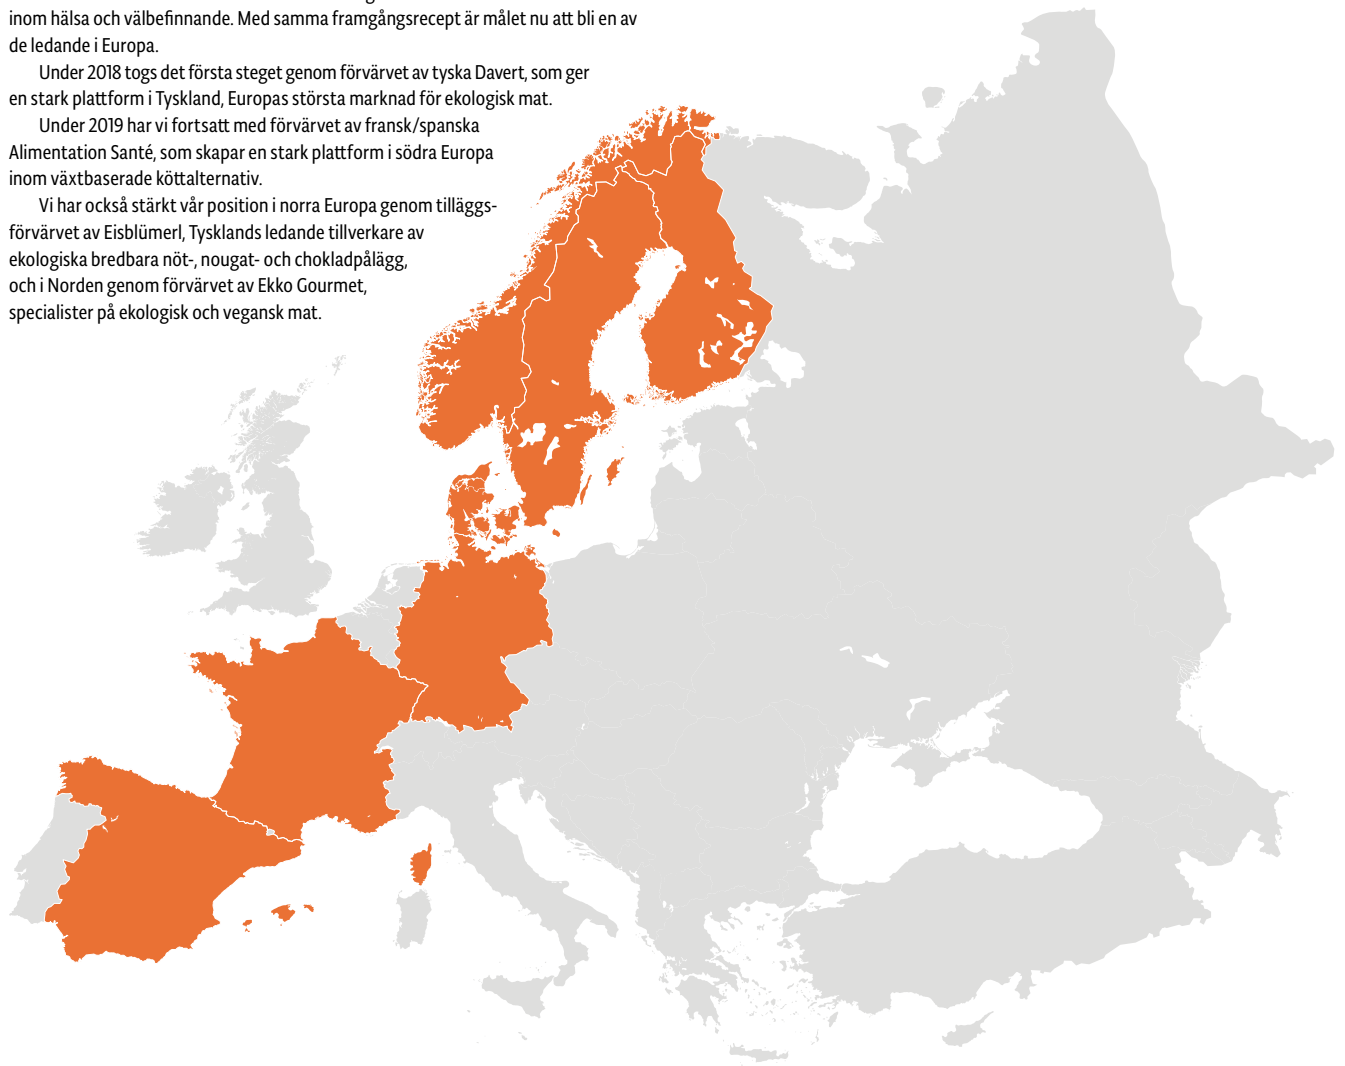 inom hälsa och välbefinnande. Med samma framgångsrecept är målet nu att bli en av
de ledande i Europa.
Under 2018 togs det första steget genom förvärvet av tyska Davert, som ger
en stark plattform i Tyskland, Europas största marknad för ekologisk mat.
Under 2019 har vi fortsatt med förvärvet av fransk/spanska
Alimentation Santé, som skapar en stark plattform i södra Europa
inom växtbaserade köttalternativ.
Vi har också stärkt vår position i norra Europa genom tilläggs-
förvärvet av Eisblümerl, Tysklands ledande tillverkare av
ekologiska bredbara nöt-, nougat- och chokladpålägg,
och i Norden genom förvärvet av Ekko Gourmet,
specialister på ekologisk och vegansk mat.